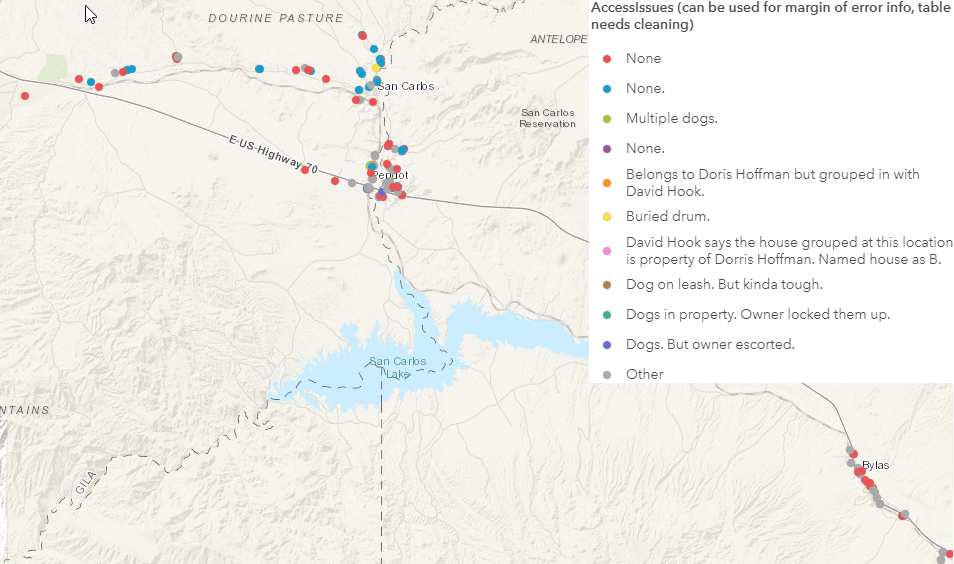 DOURINE PASTURE
ANTELOPE
San Carlos
San Carlos
Reservation
E-US-Highway 70
Peridot
San Carlos
Lake
NTAINS
GILA
Bylas
AccessIssues (can be used for margin of error info, table
needs cleaning)
None
None.
Multiple dogs.
None.
Belongs to Doris Hoffman but grouped in with
David Hook.
Buried drum.
David Hook says the house grouped at this location
is property of Dorris Hoffman. Named house as B.
Dog on leash. But kinda tough.
Dogs in property. Owner locked them up.
Dogs. But owner escorted.
Other